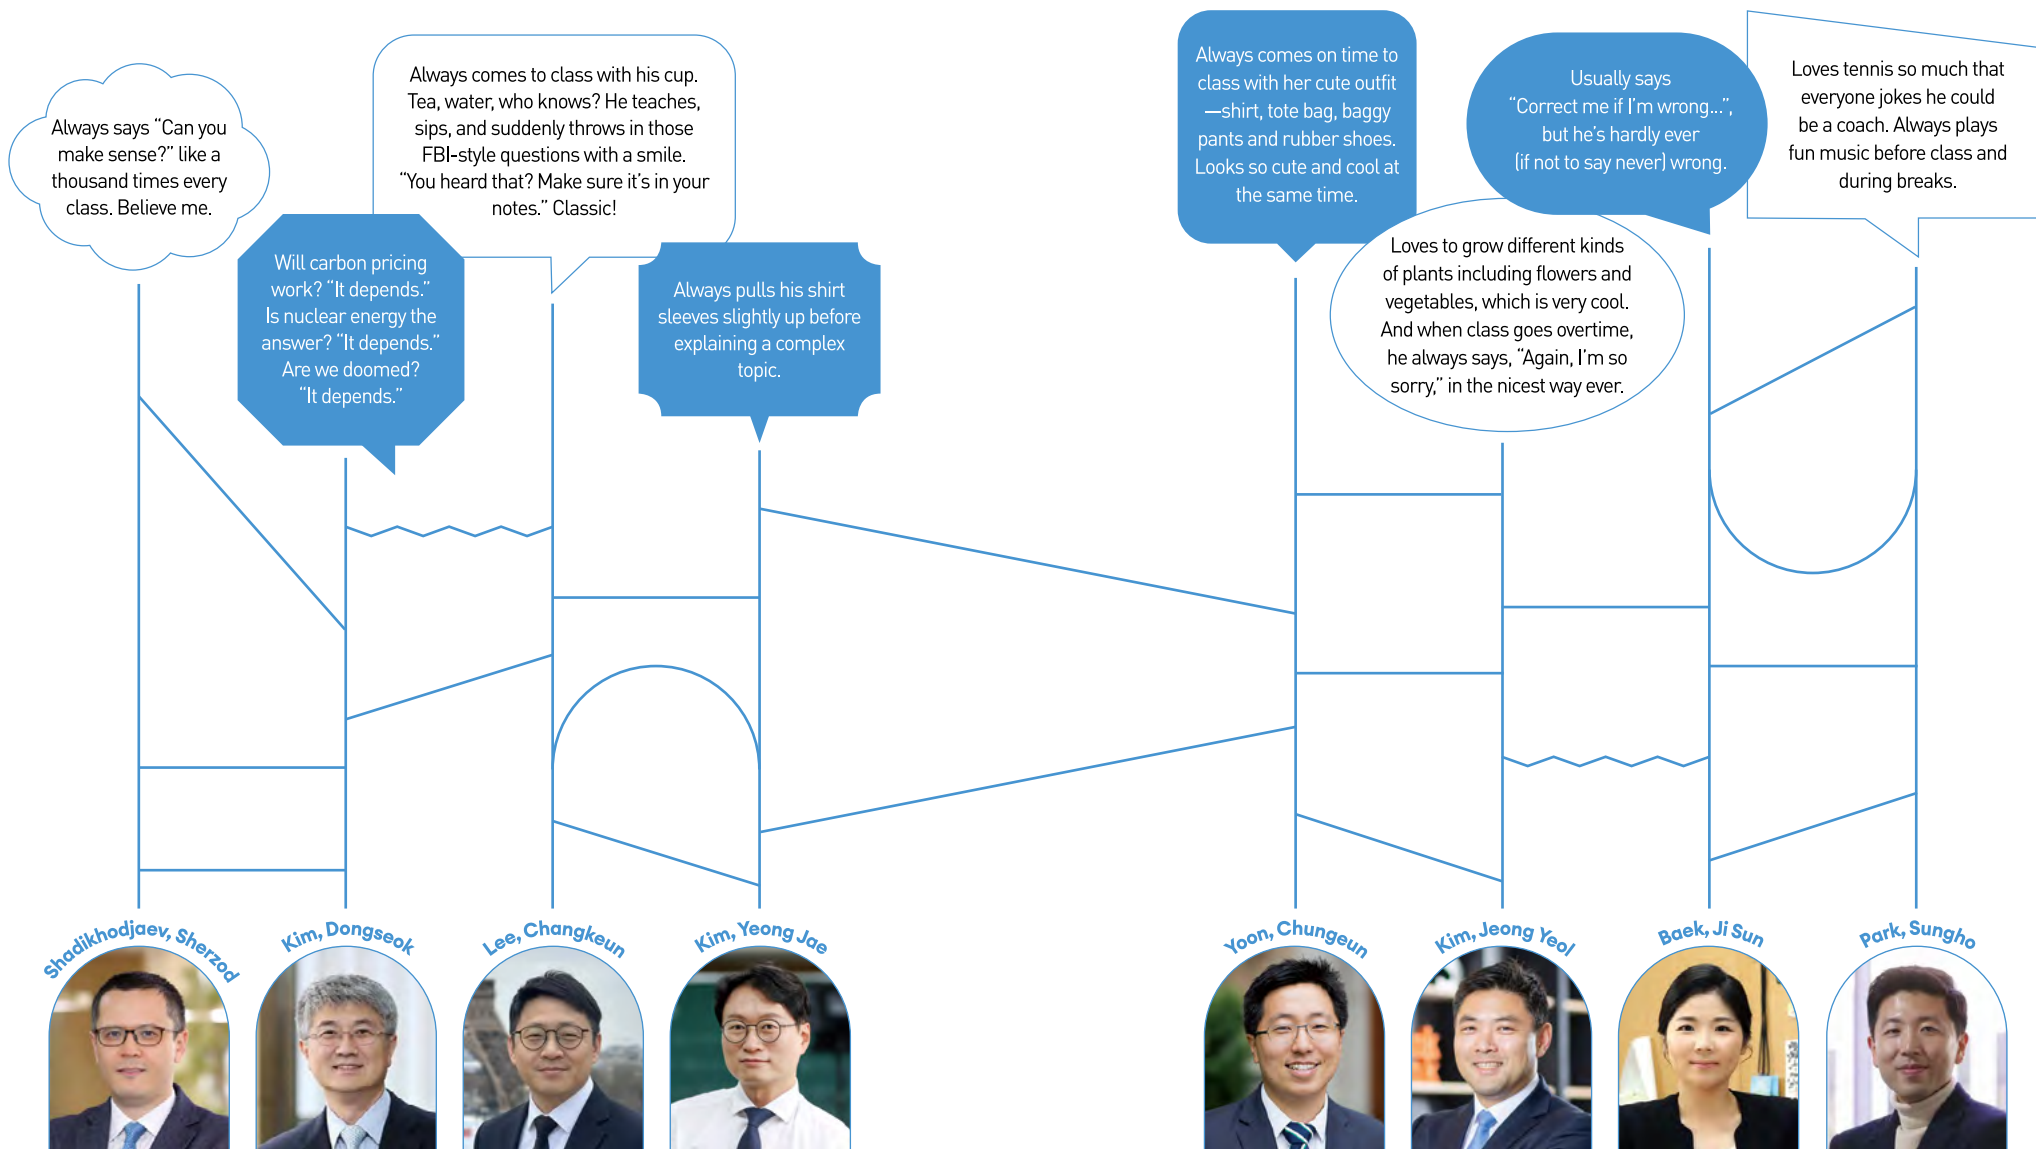 Always says “Can you
make sense?” like a
thousand times every
class. Believe me.
Will carbon pricing
work? “It depends.”
Is nuclear energy the
answer? “It depends.”
Are we doomed?
“It depends.”
Always comes to class with his cup.
Tea, water, who knows? He teaches,
sips, and suddenly throws in those
FBI-style questions with a smile.
“You heard that? Make sure it’s in your
notes.” Classic!
Always pulls his shirt
sleeves slightly up before
explaining a complex
topic.
Always comes on time to
class with her cute outfit
—shirt, tote bag, baggy
pants and rubber shoes.
Looks so cute and cool at
the same time.
Loves to grow different kinds
of plants including flowers and
vegetables, which is very cool.
And when class goes overtime,
he always says, “Again, I’m so
sorry,” in the nicest way ever.
Usually says
“Correct me if I’m wrong...”,
but he’s hardly ever
(if not to say never) wrong.
Loves tennis so much that
everyone jokes he could
be a coach. Always plays
fun music before class and
during breaks.
Shadikhodjaev, Sherzod
Kim, Dongseok
Lee, Changkeun
Kim, Yeong Jae
Yoon, Chungeun
Kim, Jeong Yeol
Baek, Ji Sun
Park, Sungho